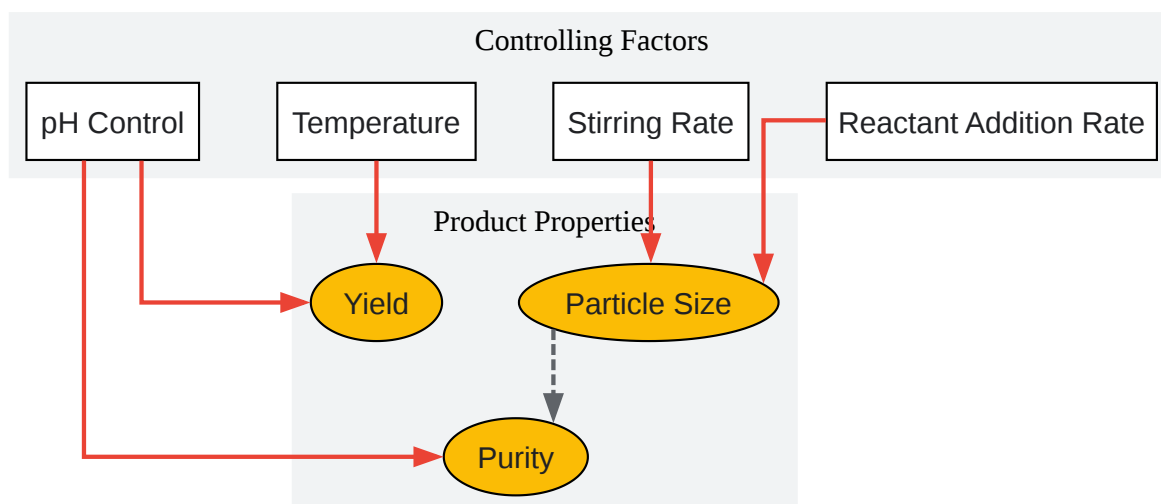 Controlling Factors
pH Control
Temperature
Stirring Rate
Reactant Addition Rate
Product Properties
Yield
Particle Size
Purity